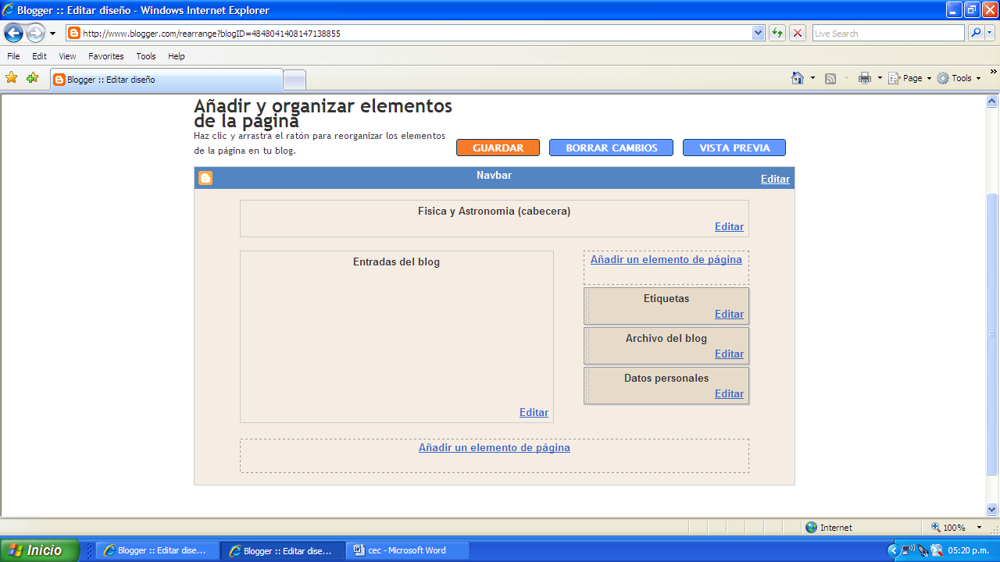 Blogger :: Editar diseño - Windows Internet Explorer
http://www.blogger.com/rearrange?blogID=4848041408147138855
Live Search
File Edit View Favorites Tools Help
Blogger :: Editar diseño
Page Tools
Añadir y organizar elementos
de la página
Haz clic y arrastra el ratón para reorganizar los elementos
de la página en tu blog.
GUARDAR BORRAR CAMBIOS VISTA PREVIA
Navbar
Editar
Fisica y Astronomia (cabecera)
Editar
Entradas del blog
Editar
Añadir un elemento de página
Etiquetas
Editar
Archivo del blog
Editar
Datos personales
Editar
Añadir un elemento de página
Internet
100%
Inicio
Blogger :: Editar dise...
Blogger :: Editar dise...
cec - Microsoft Word
05:20 p.m.